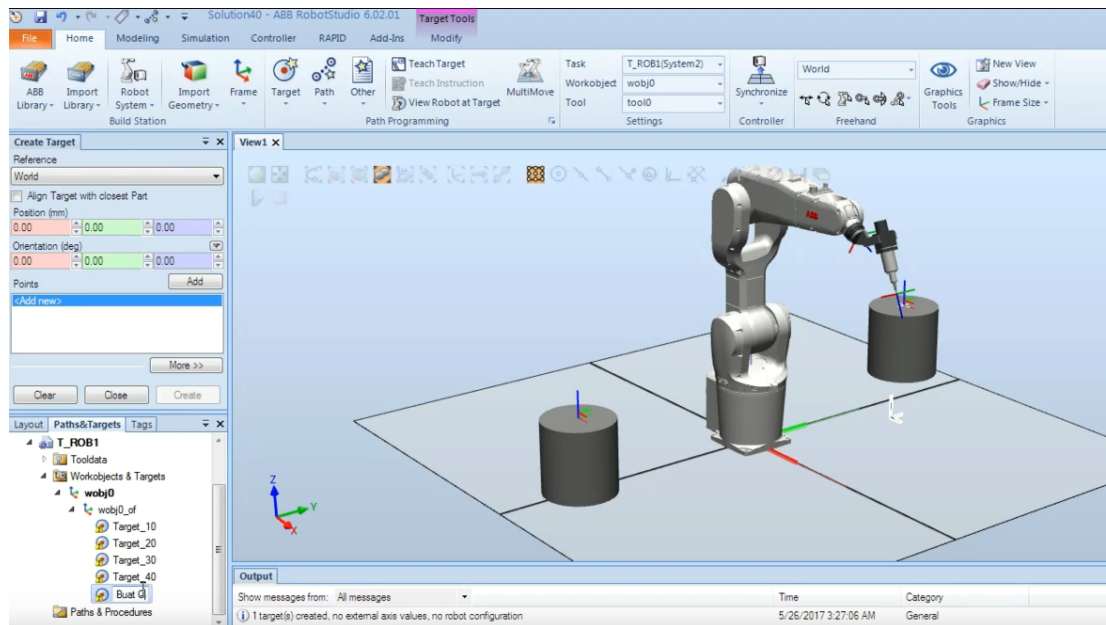 Solution40 - ABB RobotStudio 6.02.01
Target Tools
File Home Modeling Simulation Controller RAPID Add-Ins Modify
ABB Library
Import Library
Robot System
Import Geometry
Frame
Target
Path
Other
Teach Target
Teach Instruction
View Robot at Target
MultiMove
Task T_ROB1(System2)
Workobject wobj0
Tool tool0
Synchronize
World
Graphics Tools
New View
Show/Hide
Frame Size
Build Station
Path Programming
Settings
Controller
Freehand
Graphics
Create Target
Reference
World
Align Target with closest Part
Position (mm)
0.00 0.00 0.00
Orientation (deg)
0.00 0.00 0.00
Points
Add
<Add new>
More >>
Clear Close Create
Layout Paths&Targets Tags
T_ROB1
Tooldata
Workobjects & Targets
wobj0
wobj0_of
Target_10
Target_20
Target_30
Target_40
Buat
Paths & Procedures
View1
ABB
Z
Y
X
Output
Show messages from: All messages
Time
Category
1 target(s) created, no external axis values, no robot configuration
5/26/2017 3:27:06 AM
General